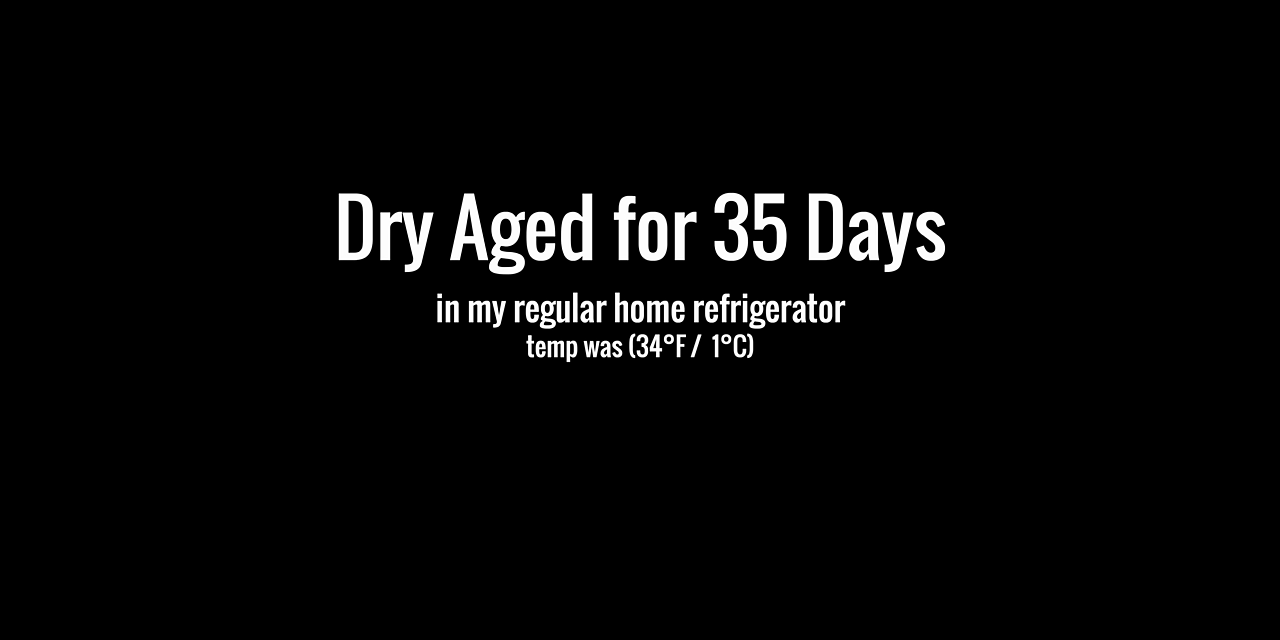 Dry Aged for 35 Days
in my regular home refrigerator
temp was (34°F / 1°C)